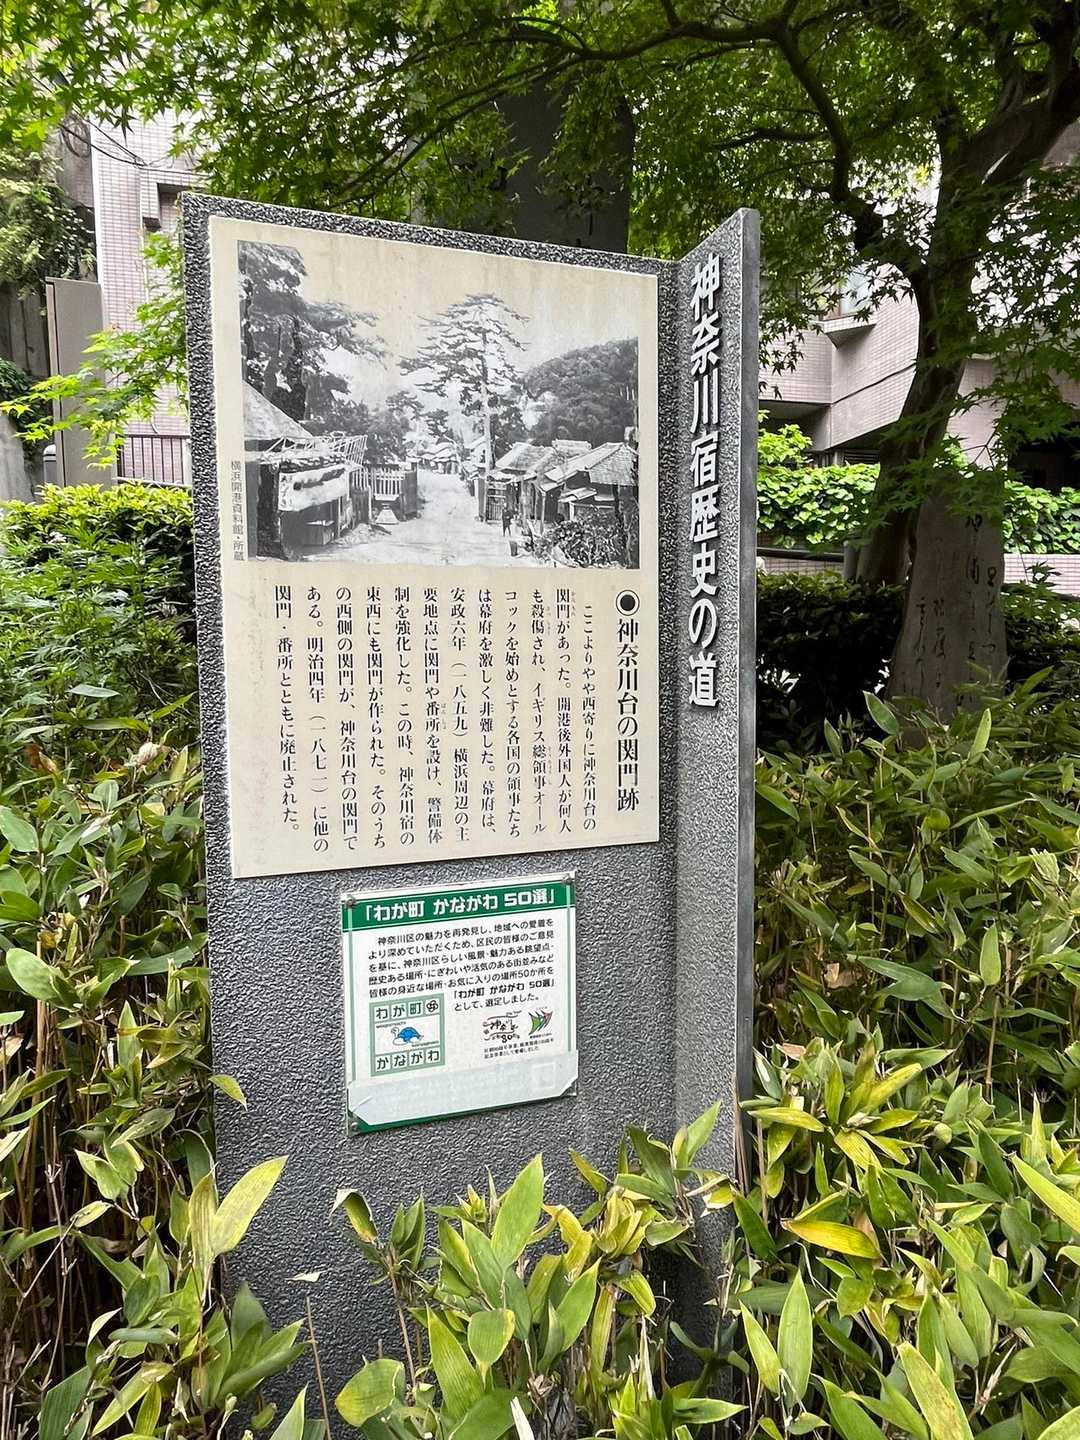 神奈川宿歴史の道
横浜開港資料館・所蔵
◉神奈川台の関門跡
ここよりやや西寄りに神奈川台の
関門があった。開港後外国人が何人
も殺傷され、イギリス総領事オール
コックを始めとする各国の領事たち
は幕府を激しく非難した。幕府は、
安政六年（一八五九）横浜周辺の主
要地点に関門や番所を設け、警備体
制を強化した。この時、神奈川宿の
東西にも関門が作られた。そのうち
の西側の関門が、神奈川台の関門で
ある。明治四年（一八七一）に他の
関門・番所とともに廃止された。
「わが町 かながわ 50選」
神奈川区の魅力を再発見し、地域への愛着を
より深めていただくため、区民の皆様のご意見
を基に、神奈川区らしい風景・魅力ある眺望点・
歴史ある場所・にぎわいや活気のある街並みなど
皆様の身近な場所・お気に入りの場所50か所を
「わが町 かながわ 50選」
として、選定しました。
わが町
かながわ